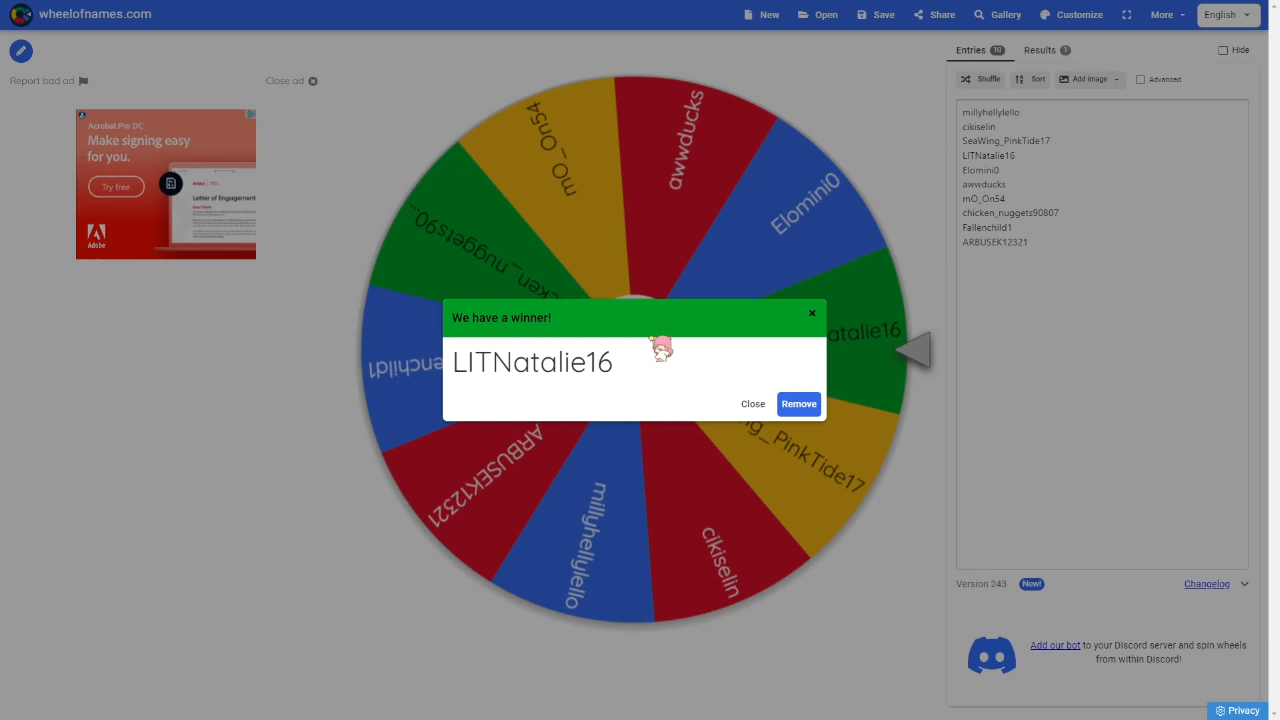 wheelofnames.com
New
Open
Save
Share
Gallery
Customize
More
English
Report bad ad
Close ad
Acrobat Pro DC
Make signing easy
for you.
Try free
Letter of Engagement
Adobe
mO_On54
awwducks
Elomini0
atalie16
ng_PinkTide17
cikiselin
millyhellylello
ARBUSEK12321
enchild1
cken_nuggets90...
We have a winner!
LITNatalie16
Close
Remove
Entries 10
Results 1
Hide
Shuffle
Sort
Add image
Advanced
millyhellylello
cikiselin
SeaWing_PinkTide17
LITNatalie16
Elomini0
awwducks
mO_On54
chicken_nuggets90807
Fallenchild1
ARBUSEK12321
Version 243
New!
Changelog
Add our bot to your Discord server and spin wheels
from within Discord!
Privacy